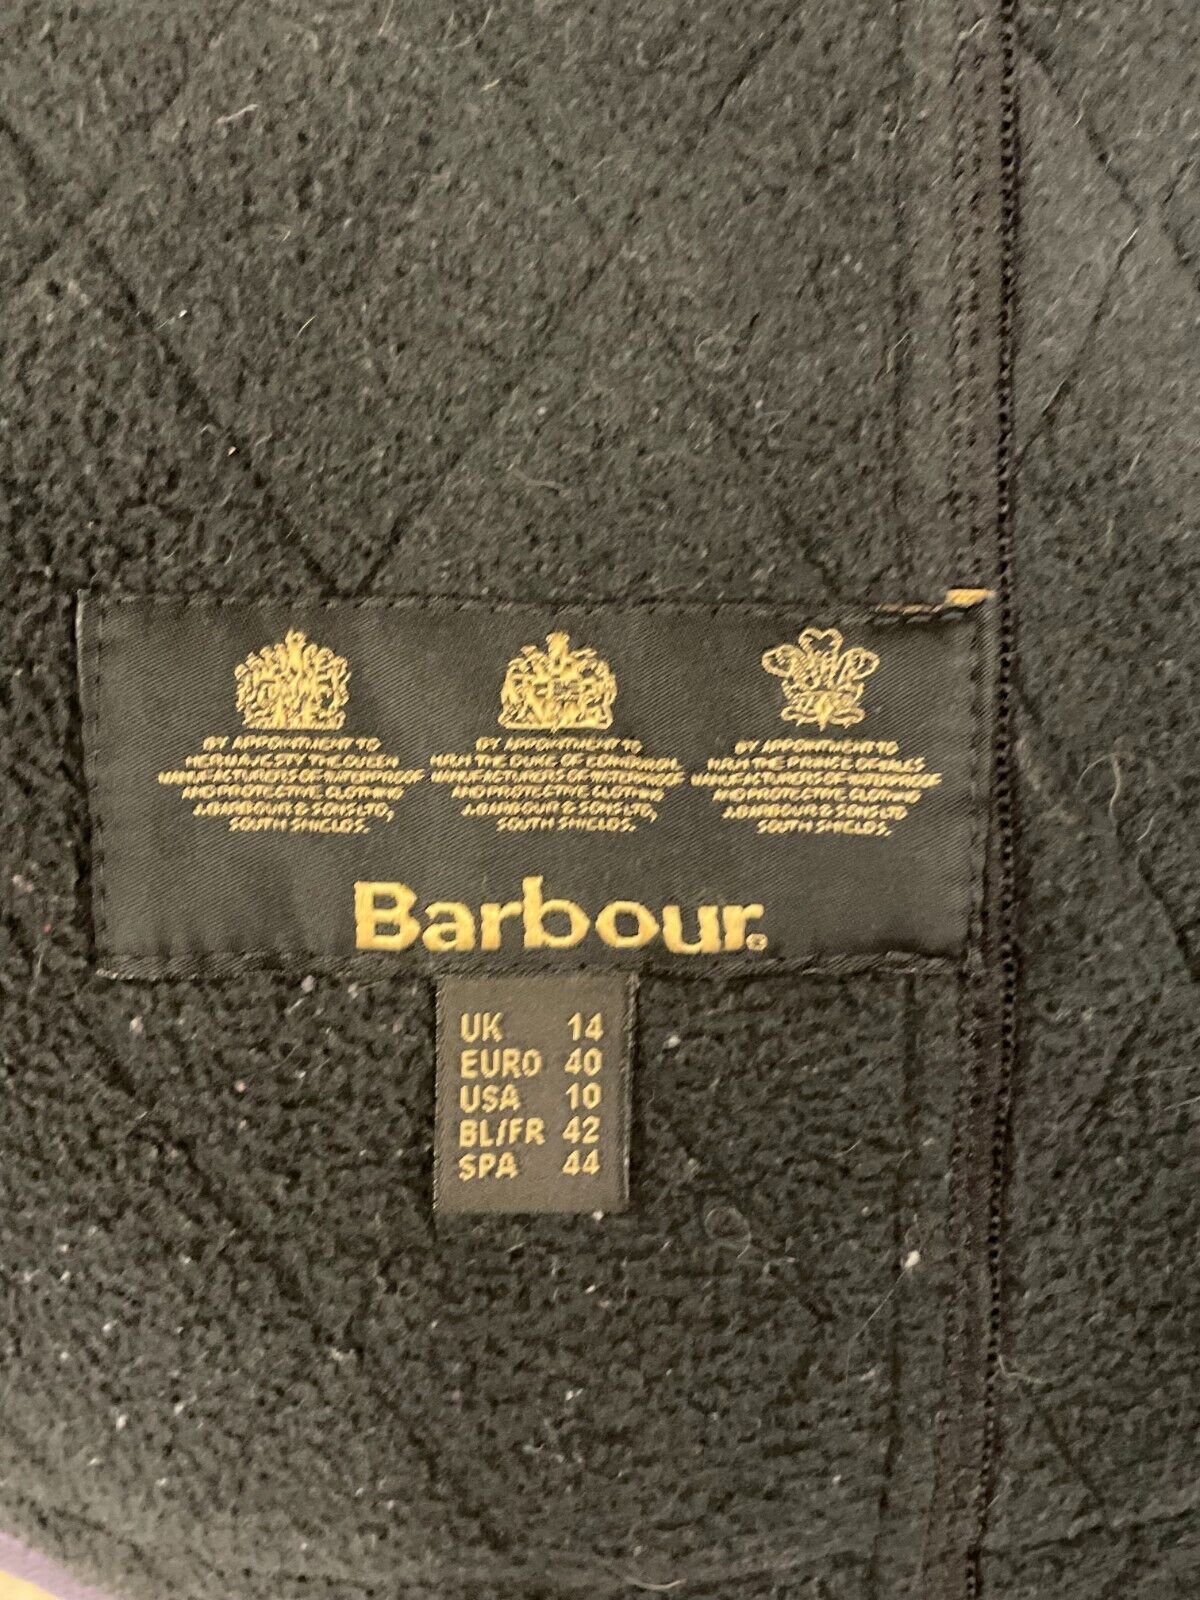 BY APPOINTMENT TO
HER MAJESTY THE QUEEN
MANUFACTURERS OF WATERPROOF
AND PROTECTIVE CLOTHING
J.BARBOUR & SONS LTD,
SOUTH SHIELDS.
BY APPOINTMENT TO
H.R.H. THE DUKE OF EDINBURGH,
MANUFACTURERS OF WATERPROOF
AND PROTECTIVE CLOTHING
J.BARBOUR & SONS LTD,
SOUTH SHIELDS.
BY APPOINTMENT TO
H.R.H. THE PRINCE OF WALES
MANUFACTURERS OF WATERPROOF
AND PROTECTIVE CLOTHING
J.BARBOUR & SONS LTD
SOUTH SHIELDS.
Barbour®
UK 14
EURO 40
USA 10
BL/FR 42
SPA 44